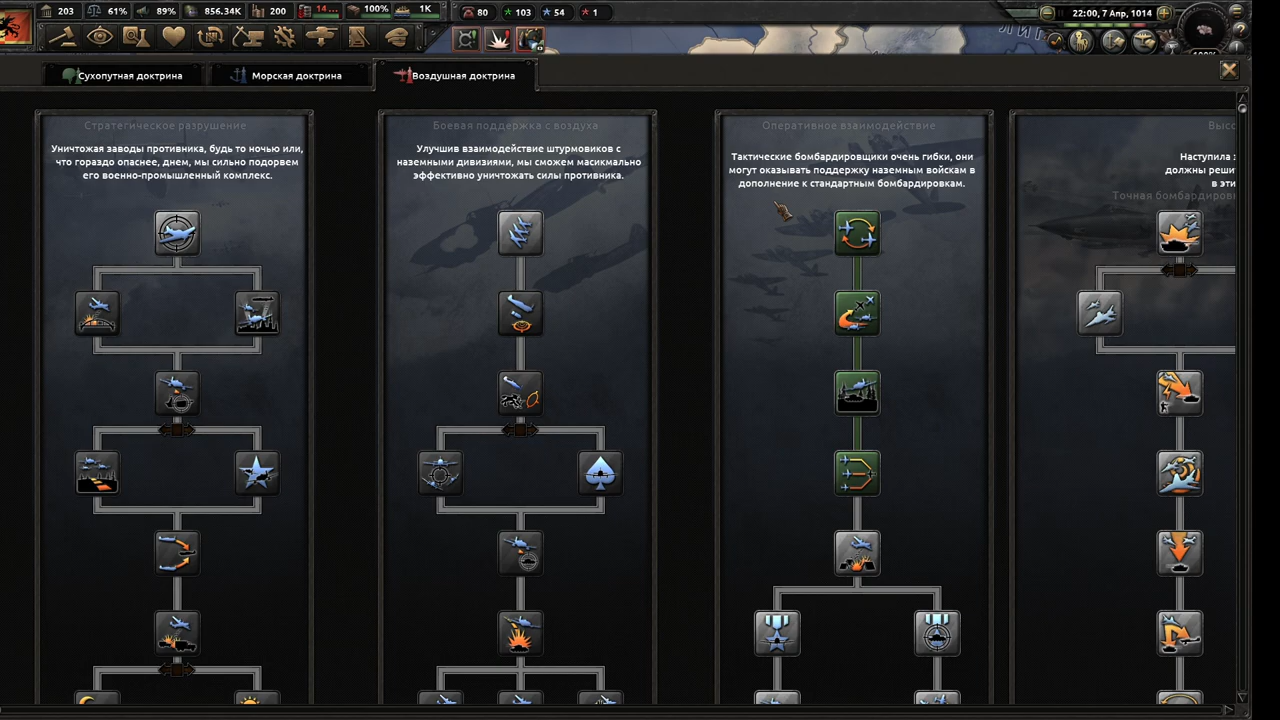 203
61%
89%
856.34K
200
14 ...
100%
1K
80
103
54
1
22:00, 7 Апр, 1014
Сухопутная доктрина
Морская доктрина
Воздушная доктрина
Стратегическое разрушение
Уничтожая заводы противника, будь то ночью или,
что гораздо опаснее, днем, мы сильно подорвем
его военно-промышленный комплекс.
Боевая поддержка с воздуха
Улучшив взаимодействие штурмовиков с
наземными дивизиями, мы сможем масикмально
эффективно уничтожать силы противника.
Оперативное взаимодействие
Тактические бомбардировщики очень гибки, они
могут оказывать поддержку наземным войскам в
дополнение к стандартным бомбардировкам.
Высо
Наступила
должны реши
в эти
Точная бомбардировк